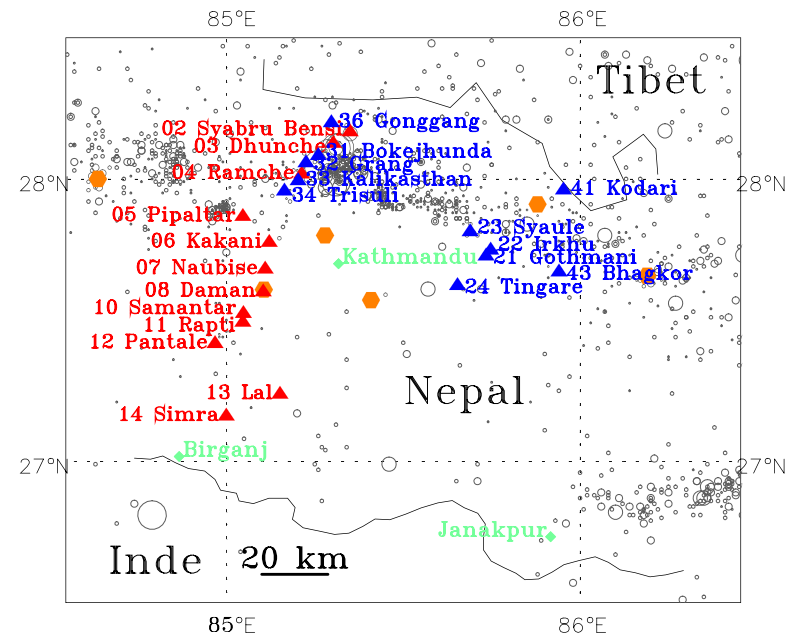 85°E 86°E
Tibet
36 Gonggang
02 Syabru Bensi
03 Dhunche
31 Bokejhunda
32 Grang
04 Ramche
33 Kalikasthan
28°N 28°N
41 Kodari
34 Trisuli
05 Pipaltar
23 Syaule
06 Kakani
22 Irkhu
Kathmandu
21 Gothmani
07 Naubise
43 Bhagkor
24 Tingare
08 Daman
10 Samantar
11 Rapti
12 Pantale
Nepal
13 Lal
14 Simra
Birganj
27°N 27°N
Janakpur
Inde
20 km
85°E 86°E